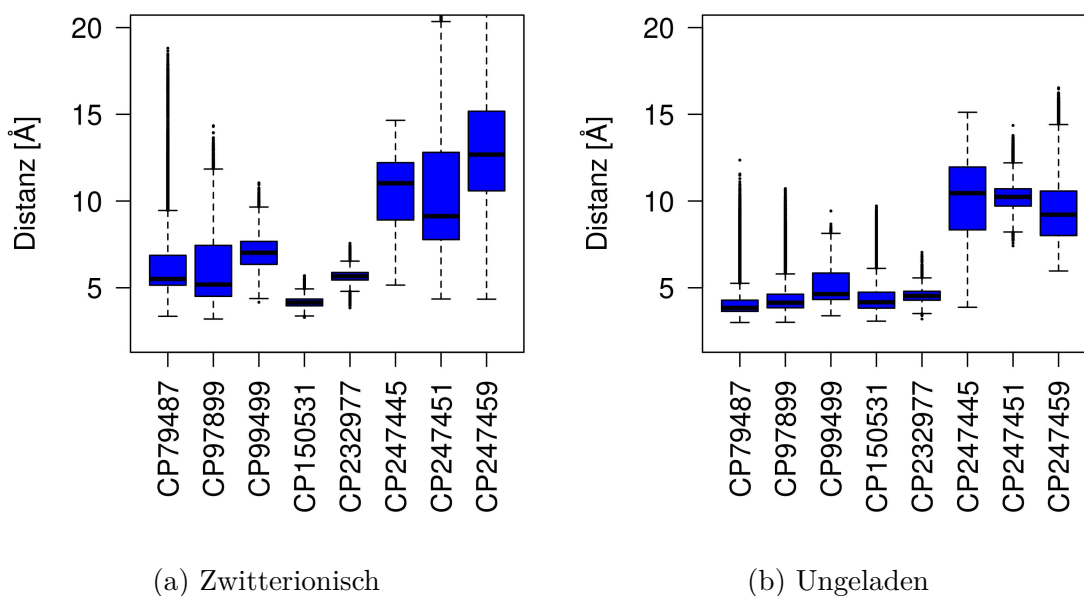 Distanz [Å]
20
15
10
5
CP79487
CP97899
CP99499
CP150531
CP232977
CP247445
CP247451
CP247459
(a) Zwitterionisch
Distanz [Å]
20
15
10
5
CP79487
CP97899
CP99499
CP150531
CP232977
CP247445
CP247451
CP247459
(b) Ungeladen